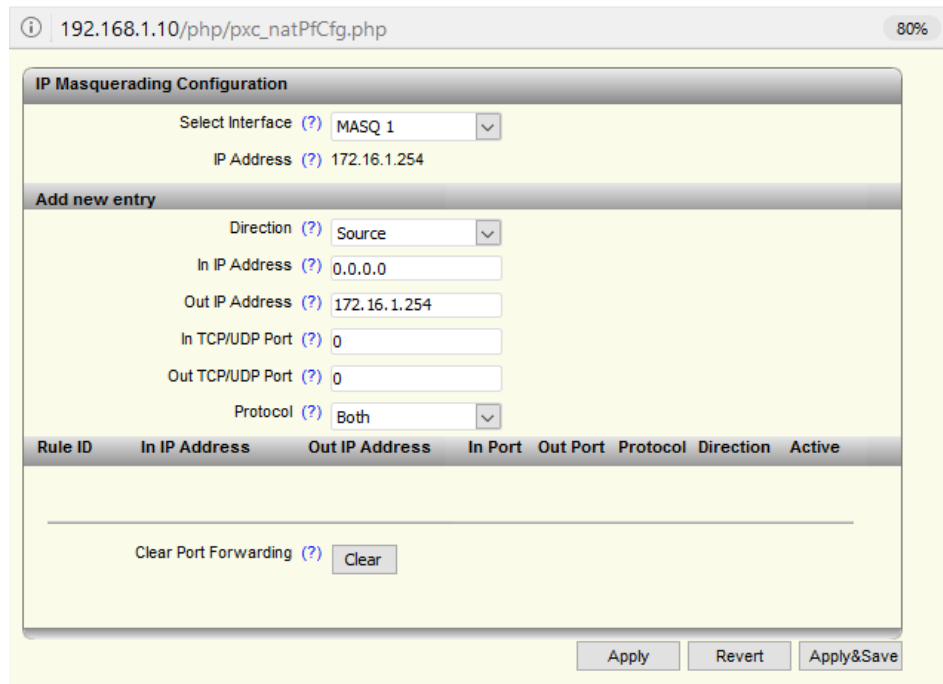 192.168.1.10/php/pxc_natPfCfg.php 80%
IP Masquerading Configuration
Select Interface (?) MASQ 1
IP Address (?) 172.16.1.254
Add new entry
Direction (?) Source
In IP Address (?) 0.0.0.0
Out IP Address (?) 172.16.1.254
In TCP/UDP Port (?) 0
Out TCP/UDP Port (?) 0
Protocol (?) Both
Rule ID In IP Address Out IP Address In Port Out Port Protocol Direction Active
Clear Port Forwarding (?) Clear
Apply Revert Apply&Save